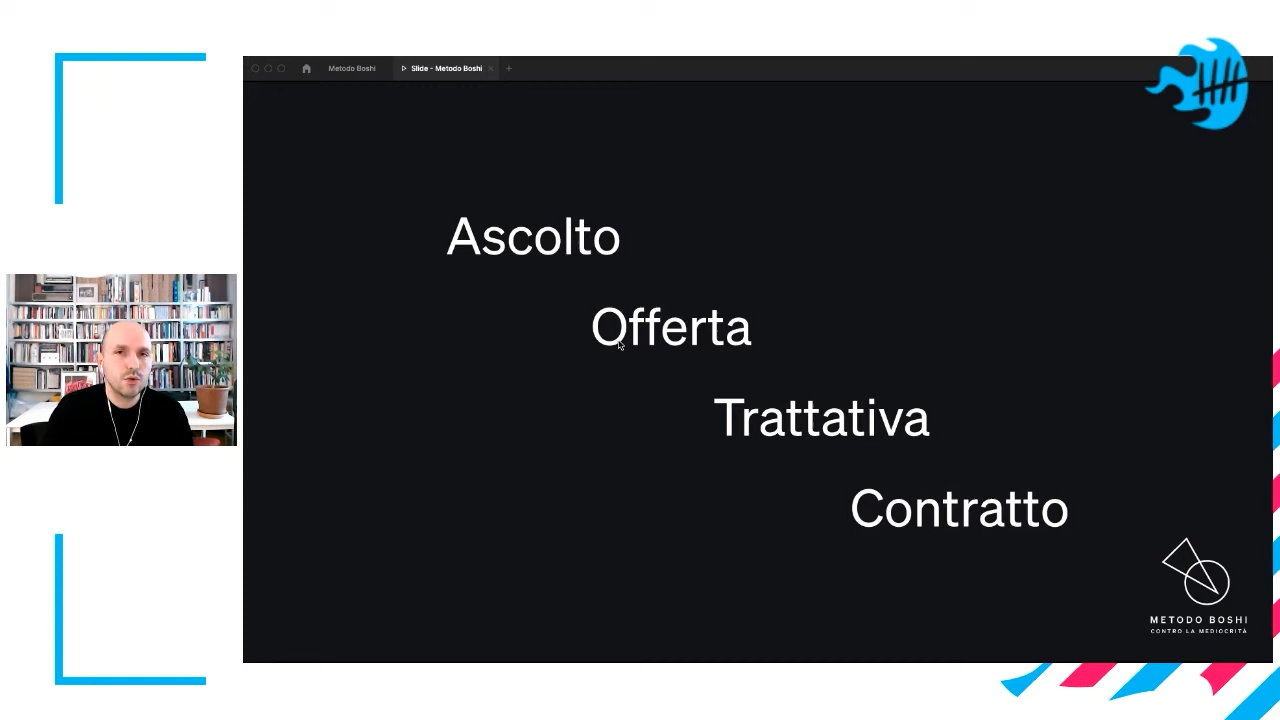 Metodo Boshi
Slide - Metodo Boshi
Ascolto
Offerta
Trattativa
Contratto
METODO BOSHI
CONTRO LA MEDIOCRITÀ